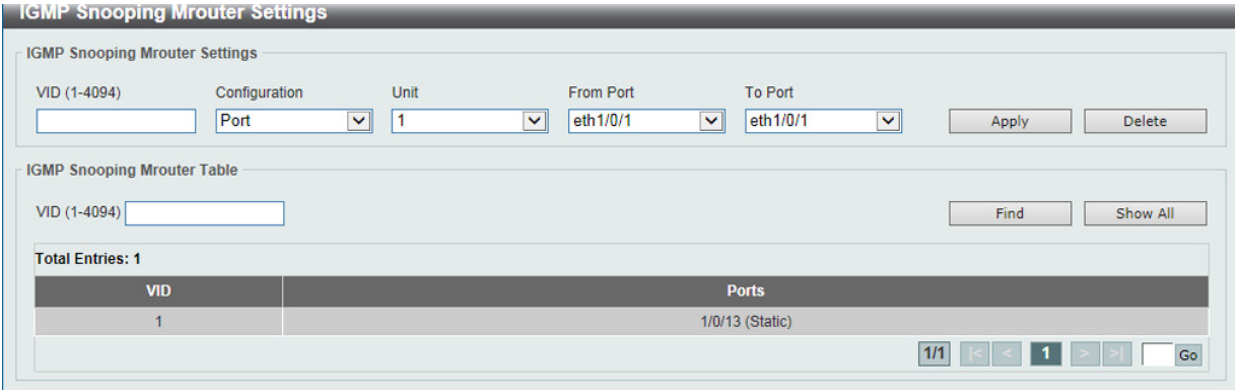 IGMP Snooping Mrouter Settings
IGMP Snooping Mrouter Settings
VID (1-4094) Configuration Unit From Port To Port
Port 1 eth1/0/1 eth1/0/1 Apply Delete
IGMP Snooping Mrouter Table
VID (1-4094) Find Show All
Total Entries: 1
VID Ports
1 1/0/13 (Static)
1/1 |< < 1 > >| Go